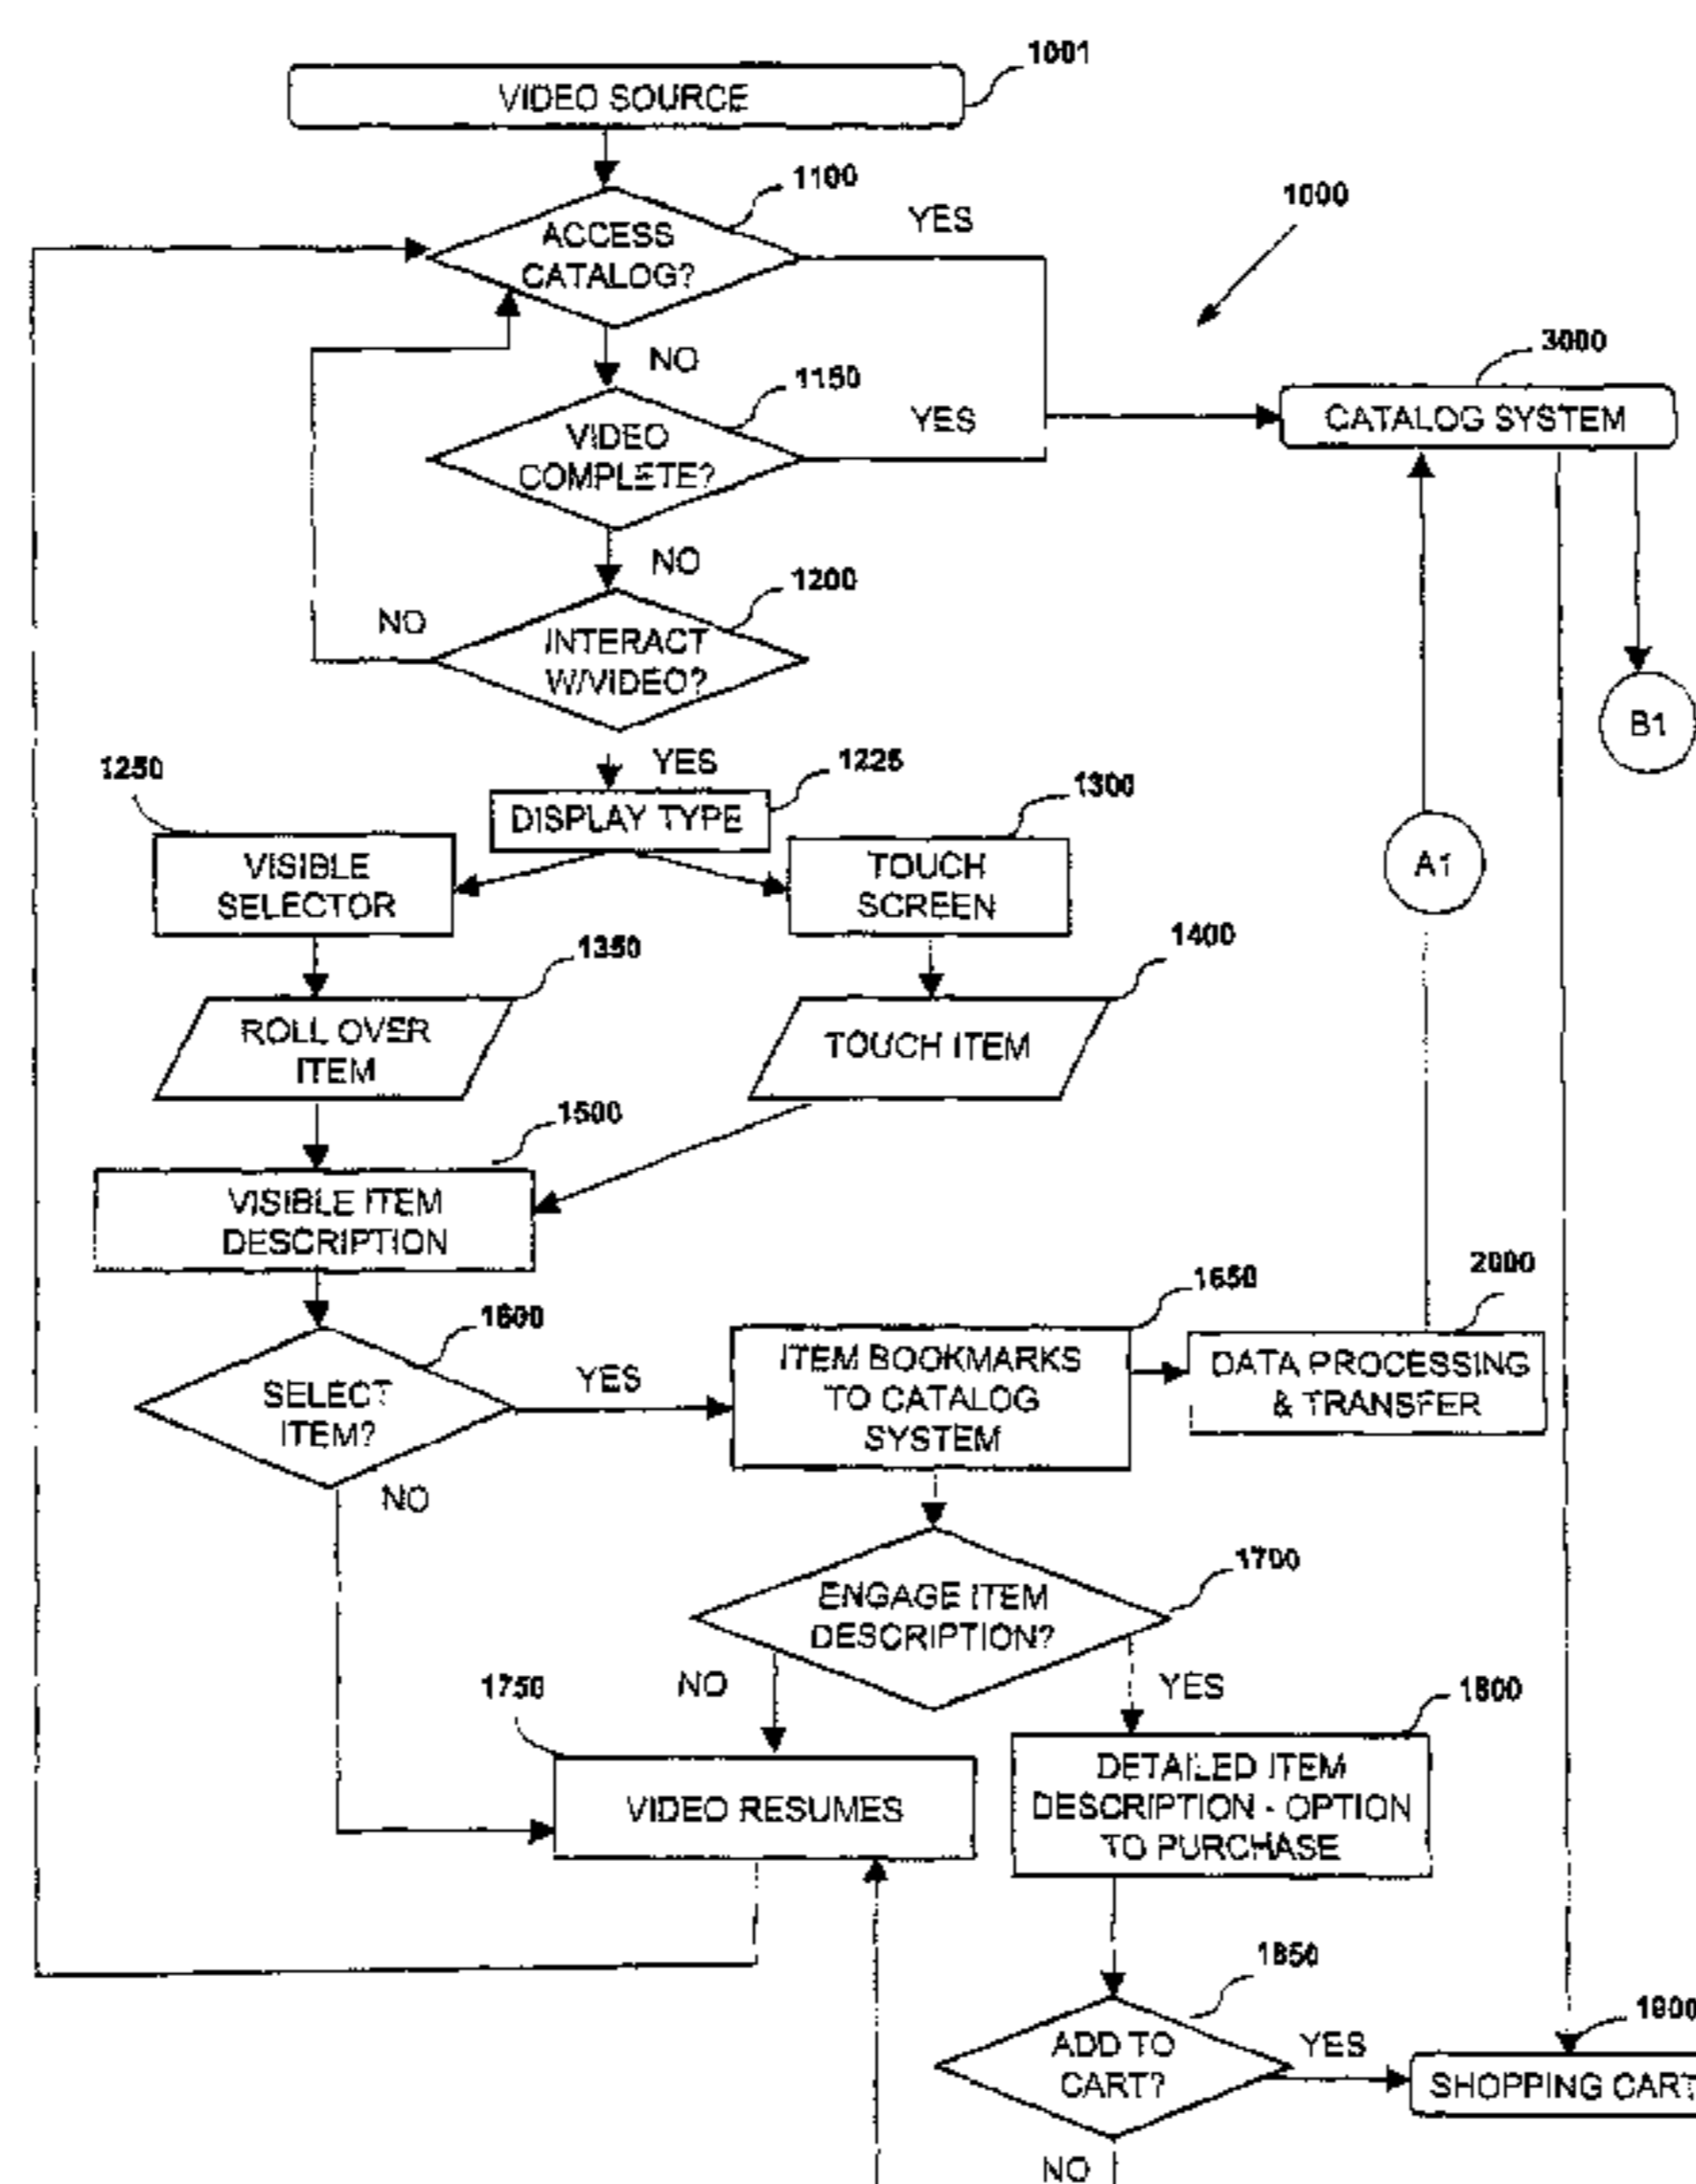 1001
VIDEO SOURCE
1100
ACCESS
CATALOG?
YES
1000
NO
1150
3000
VIDEO
COMPLETE?
YES
CATALOG SYSTEM
NO
1200
NO
INTERACT
W/VIDEO?
B1
YES
1225
1250
1300
DISPLAY TYPE
VISIBLE
SELECTOR
TOUCH
SCREEN
A1
1350
1400
ROLL OVER
ITEM
TOUCH ITEM
1500
VISIBLE ITEM
DESCRIPTION
1600
1650
2000
SELECT
ITEM?
YES
ITEM BOOKMARKS
TO CATALOG
SYSTEM
DATA PROCESSING
& TRANSFER
NO
1700
ENGAGE ITEM
DESCRIPTION?
NO
YES
1750
1800
VIDEO RESUMES
DETAILED ITEM
DESCRIPTION - OPTION
TO PURCHASE
1850
1900
ADD TO
CART?
YES
SHOPPING CART
NO